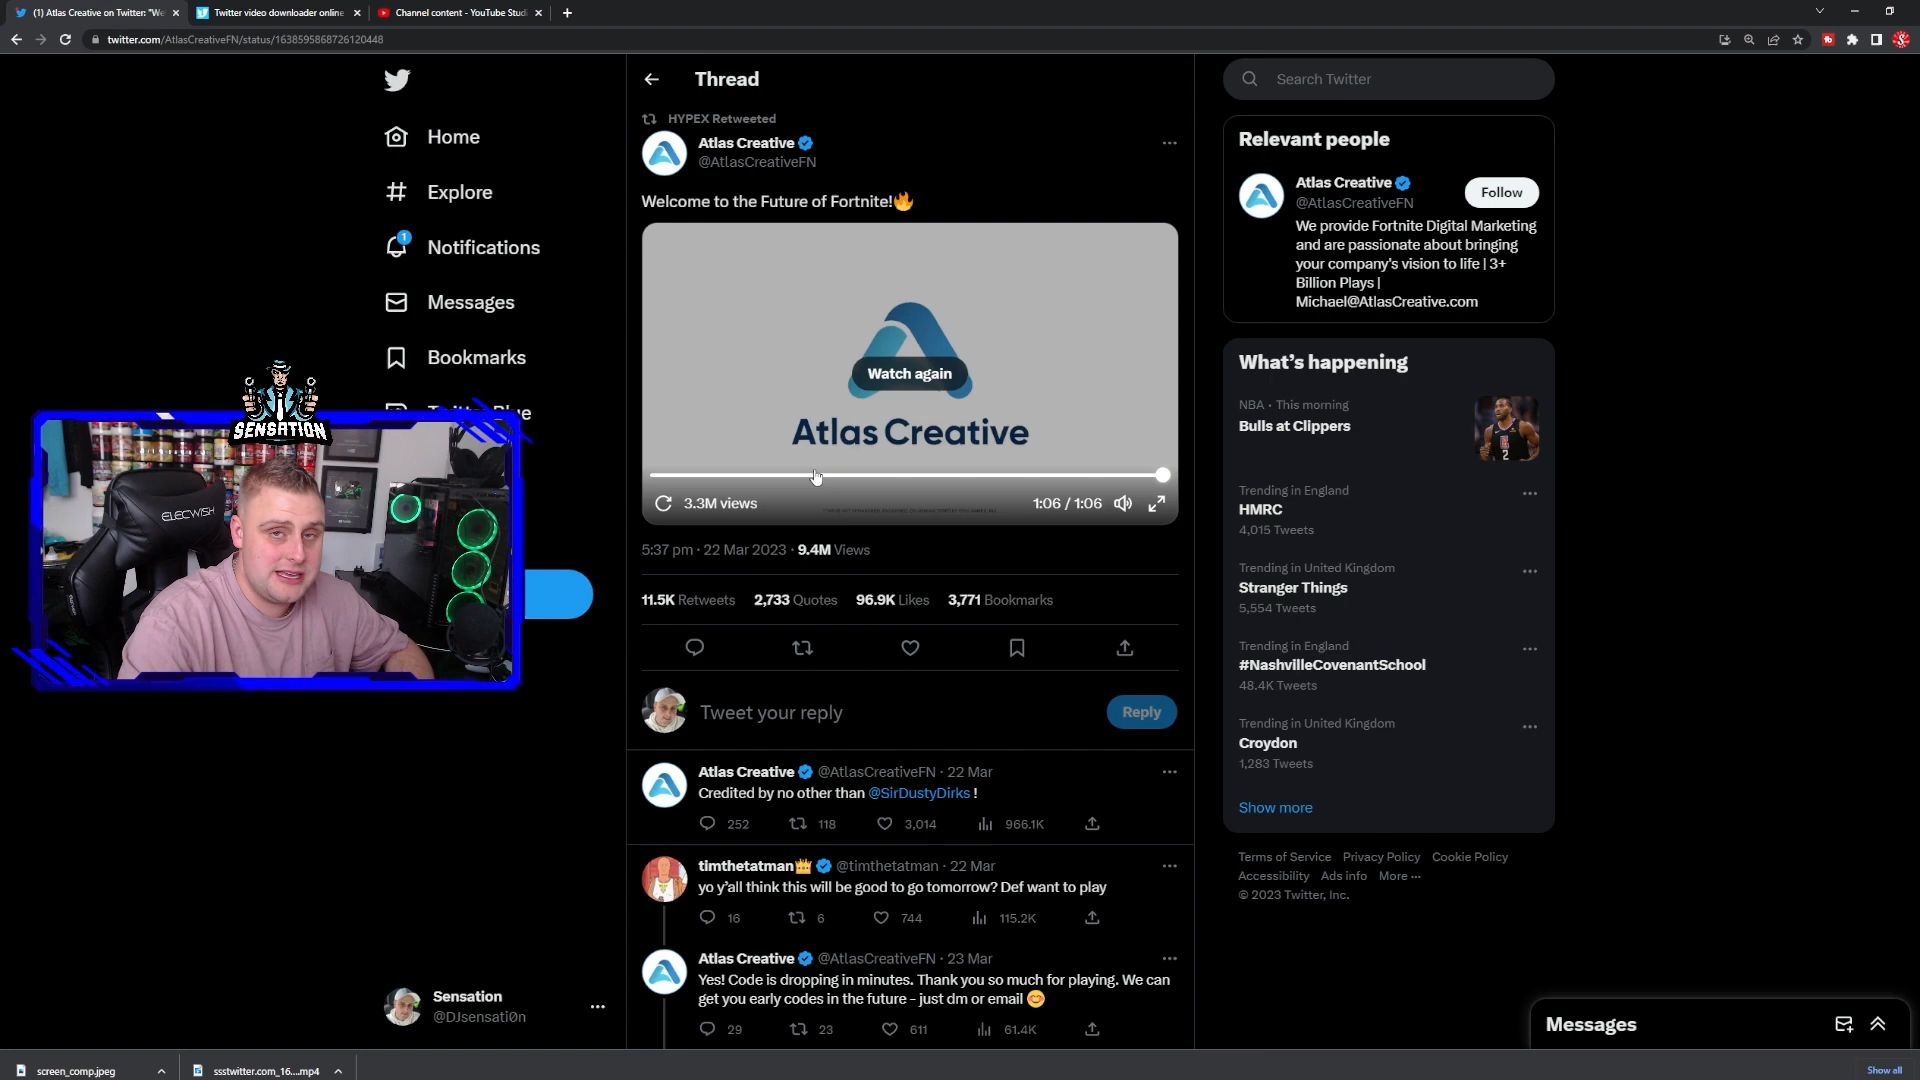 (1) Atlas Creative on Twitter: "We
Twitter video downloader online
Channel content - YouTube Studi
twitter.com/AtlasCreativeFN/status/1638595868726120448
Home
Explore
1
Notifications
Messages
Bookmarks
SENSATION
ELECWISH
Sensation
@DJsensati0n
Thread
HYPEX Retweeted
Atlas Creative
@AtlasCreativeFN
Welcome to the Future of Fortnite!🔥
Watch again
Atlas Creative
3.3M views
1:06 / 1:06
5:37 pm · 22 Mar 2023 · 9.4M Views
11.5K Retweets 2,733 Quotes 96.9K Likes 3,771 Bookmarks
Tweet your reply
Reply
Atlas Creative @AtlasCreativeFN · 22 Mar
Credited by no other than @SirDustyDirks !
252 118 3,014 966.1K
timthetatman👑 @timthetatman · 22 Mar
yo y'all think this will be good to go tomorrow? Def want to play
16 6 744 115.2K
Atlas Creative @AtlasCreativeFN · 23 Mar
Yes! Code is dropping in minutes. Thank you so much for playing. We can
get you early codes in the future - just dm or email 😊
29 23 611 61.4K
Search Twitter
Relevant people
Atlas Creative
@AtlasCreativeFN
Follow
We provide Fortnite Digital Marketing
and are passionate about bringing
your company's vision to life | 3+
Billion Plays |
Michael@AtlasCreative.com
What's happening
NBA · This morning
Bulls at Clippers
Trending in England
HMRC
4,015 Tweets
Trending in United Kingdom
Stranger Things
5,554 Tweets
Trending in England
#NashvilleCovenantSchool
48.4K Tweets
Trending in United Kingdom
Croydon
1,283 Tweets
Show more
Terms of Service Privacy Policy Cookie Policy
Accessibility Ads info More ···
© 2023 Twitter, Inc.
Messages
screen_comp.jpeg
ssstwitter.com_16....mp4
Show all